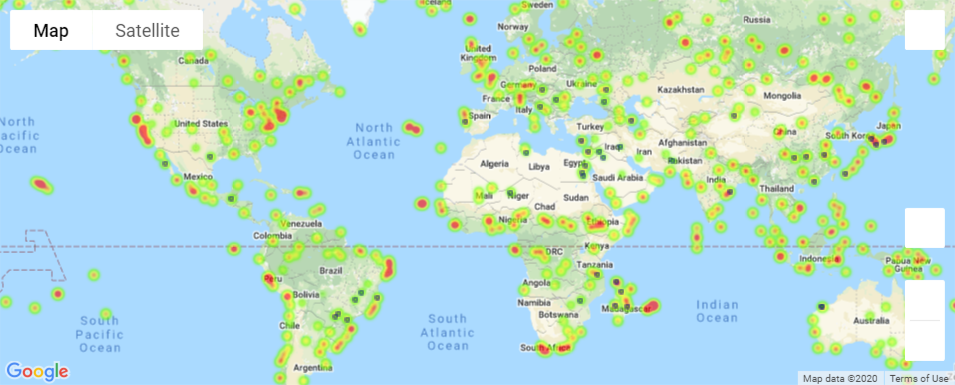 Map
Satellite
Iceland
Sweden
Norway
Russia
Canada
United
Kingdom
Poland
Germany
Ukraine
Kazakhstan
Mongolia
France
Italy
Spain
Turkey
North
Pacific
Ocean
United States
North
Atlantic
Ocean
Afghanistan
China
South Korea
Japan
Iraq
Iran
Pakistan
Algeria
Libya
Egypt
Saudi Arabia
India
Thailand
Mexico
Mali
Niger
Sudan
Chad
Nigeria
Ethiopia
Venezuela
Colombia
DRC
Kenya
Indonesia
Papua New
Guinea
Peru
Brazil
Tanzania
Angola
Bolivia
Namibia
Botswana
Madagascar
Indian
Ocean
Australia
South
Pacific
Ocean
Chile
South
Atlantic
Ocean
South Africa
Argentina
Google
Map data ©2020
Terms of Use